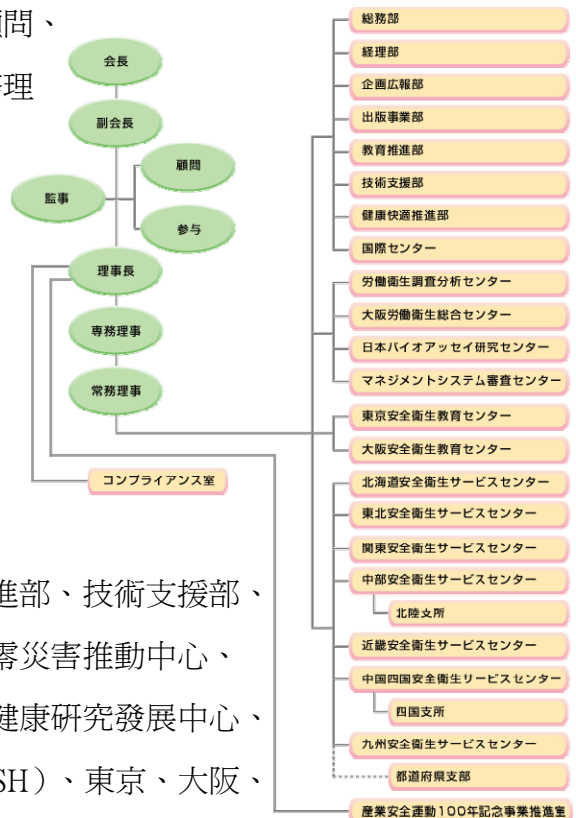 顧問、
理
会長
副会長
顧問
監事
参与
理事長
専務理事
常務理事
コンプライアンス室
総務部
経理部
企画広報部
出版事業部
教育推進部
技術支援部
健康快適推進部
国際センター
労働衛生調査分析センター
大阪労働衛生総合センター
日本バイオアッセイ研究センター
マネジメントシステム審査センター
東京安全衛生教育センター
大阪安全衛生教育センター
北海道安全衛生サービスセンター
東北安全衛生サービスセンター
関東安全衛生サービスセンター
中部安全衛生サービスセンター
北陸支所
近畿安全衛生サービスセンター
中国四国安全衛生サービスセンター
四国支所
九州安全衛生サービスセンター
都道府県支部
産業安全運動100年記念事業推進室
進部、技術支援部、
零災害推動中心、
健康研究發展中心、
SH）、東京、大阪、